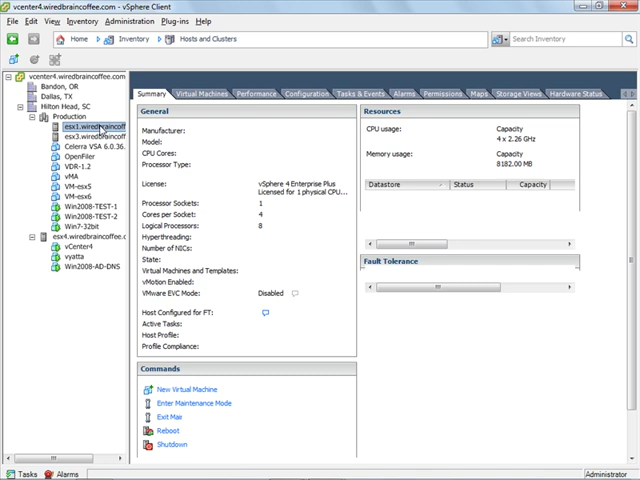 vcenter4.wiredbraincoffee.com - vSphere Client
File Edit View Inventory Administration Plug-ins Help
Home Inventory Hosts and Clusters Search Inventory
vcenter4.wiredbraincoffee.com
Bandon, OR
Dallas, TX
Hilton Head, SC
Production
esx1.wiredbraincoff
esx3.wiredbraincoff
Celerra VSA 6.0.36.
OpenFiler
VDR-1.2
vMA
VM-esx5
VM-esx6
Win2008-TEST-1
Win2008-TEST-2
Win7-32bit
esx4.wiredbraincoffee.c
vCenter4
vyatta
Win2008-AD-DNS
Summary Virtual Machines Performance Configuration Tasks & Events Alarms Permissions Maps Storage Views Hardware Status
General
Manufacturer:
Model:
CPU Cores:
Processor Type:
License: vSphere 4 Enterprise Plus
Licensed for 1 physical CPU...
Processor Sockets: 1
Cores per Socket: 4
Logical Processors: 8
Hyperthreading:
Number of NICs:
State:
Virtual Machines and Templates:
vMotion Enabled:
VMware EVC Mode: Disabled
Host Configured for FT:
Active Tasks:
Host Profile:
Profile Compliance:
Commands
New Virtual Machine
Enter Maintenance Mode
Exit Mair
Reboot
Shutdown
Resources
CPU usage: Capacity
4 x 2.26 GHz
Memory usage: Capacity
8182.00 MB
Datastore Status Capacity
Fault Tolerance
Tasks Alarms Administrator